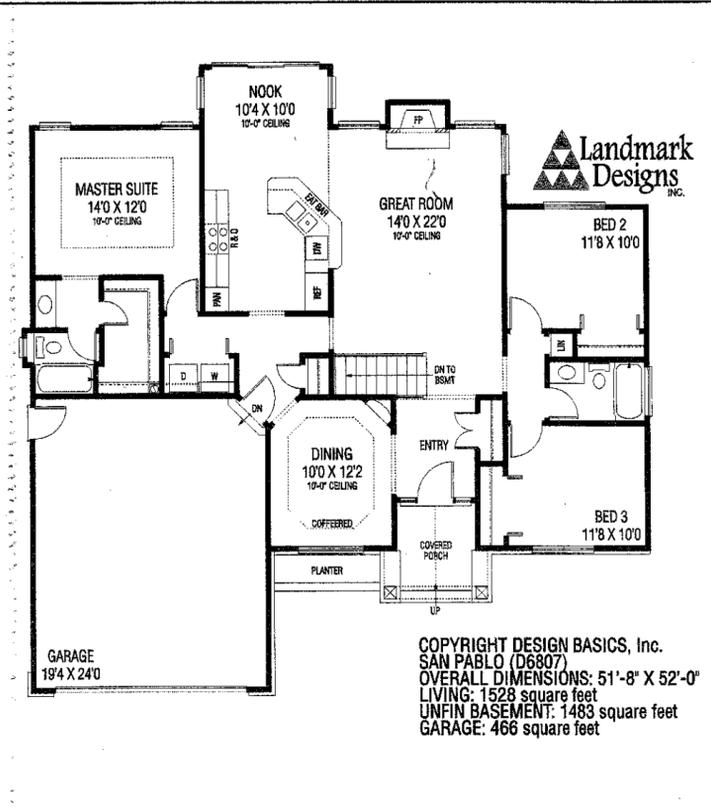 NOOK
10'4 X 10'0
10'-0" CEILING
FP
Landmark
Designs
INC.
MASTER SUITE
14'0 X 12'0
10'-0" CEILING
EAT BAR
GREAT ROOM
14'0 X 22'0
10'-0" CEILING
BED 2
11'8 X 10'0
R&O
DW
PAN
REF
LIN
D
W
DN TO
BSMT
DN
ENTRY
DINING
10'0 X 12'2
10'-0" CEILING
COFFERED
BED 3
11'8 X 10'0
COVERED
PORCH
PLANTER
UP
GARAGE
19'4 X 24'0
COPYRIGHT DESIGN BASICS, Inc.
SAN PABLO (D6807)
OVERALL DIMENSIONS: 51'-8" X 52'-0"
LIVING: 1528 square feet
UNFIN BASEMENT: 1483 square feet
GARAGE: 466 square feet